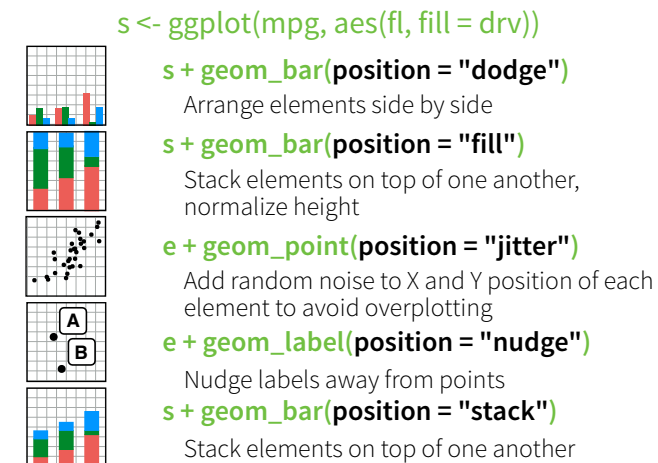 s <- ggplot(mpg, aes(fl, fill = drv))
s + geom_bar(position = "dodge")
Arrange elements side by side
s + geom_bar(position = "fill")
Stack elements on top of one another,
normalize height
e + geom_point(position = "jitter")
Add random noise to X and Y position of each
element to avoid overplotting
A
B
e + geom_label(position = "nudge")
Nudge labels away from points
s + geom_bar(position = "stack")
Stack elements on top of one another